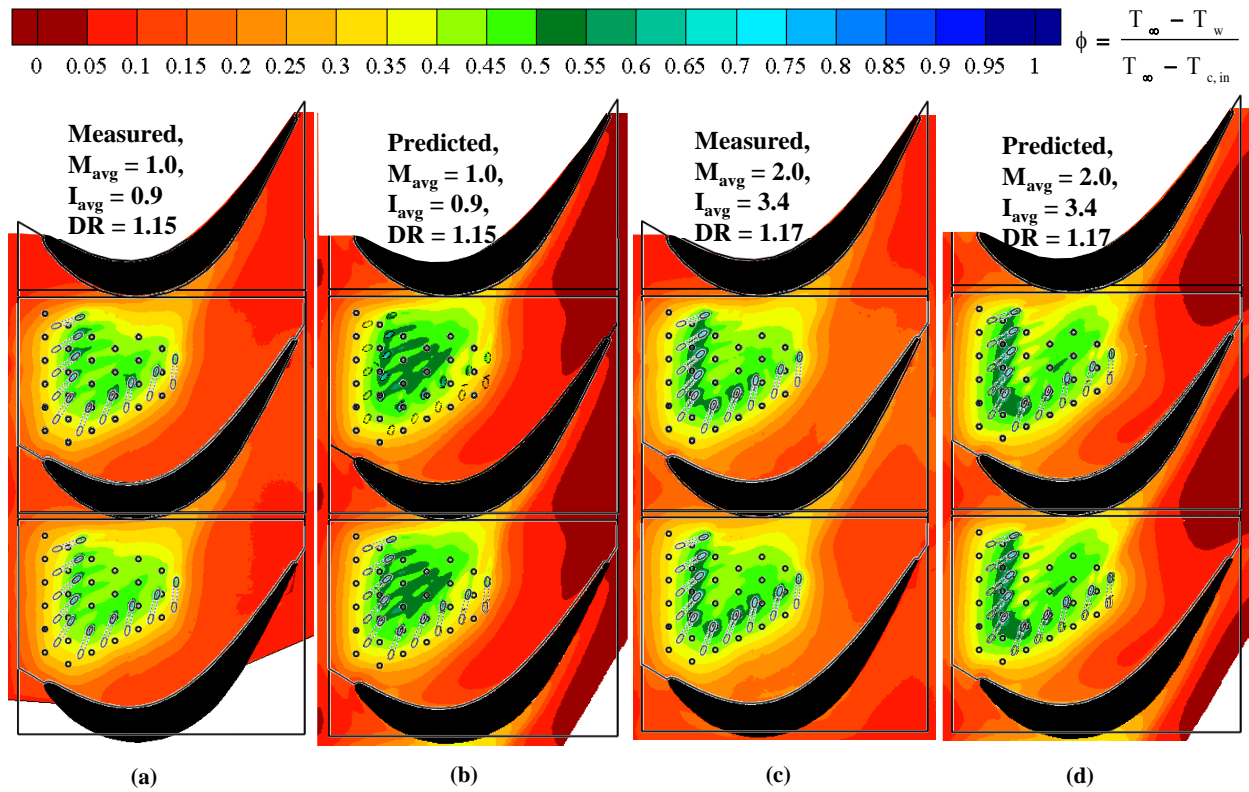 0 0.05 0.1 0.15 0.2 0.25 0.3 0.35 0.4 0.45 0.5 0.55 0.6 0.65 0.7 0.75 0.8 0.85 0.9 0.95 1
ϕ = T∞ − Tw
T∞ − Tc, in
Measured,
Mavg = 1.0,
Iavg = 0.9
DR = 1.15
Predicted,
Mavg = 1.0,
Iavg = 0.9,
DR = 1.15
Measured,
Mavg = 2.0,
Iavg = 3.4
DR = 1.17
Predicted,
Mavg = 2.0,
Iavg = 3.4
DR = 1.17
(a)
(b)
(c)
(d)